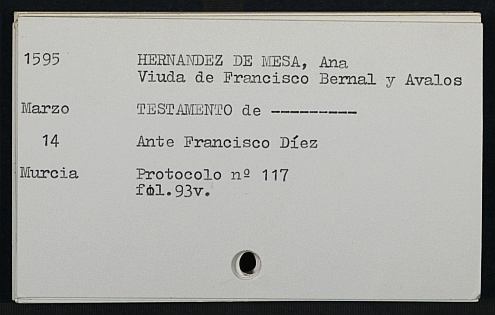 1595 HERNANDEZ DE MESA, Ana
Viuda de Francisco Bernal y Avalos
Marzo TESTAMENTO de ---------
14 Ante Francisco Díez
Murcia Protocolo nº 117
fol.93v.